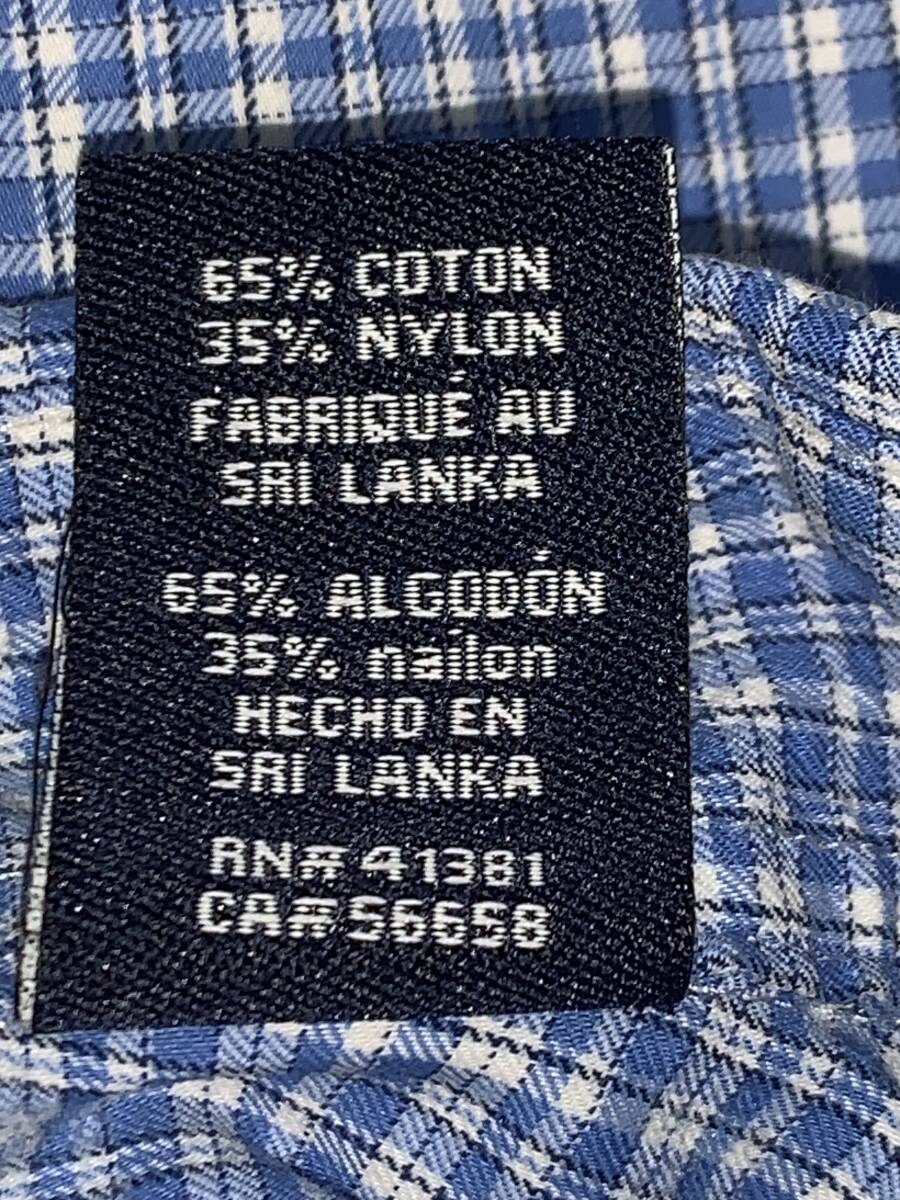 65% COTON
35% NYLON
FABRIQUÉ AU
SRI LANKA
65% ALGODÓN
35% nailon
HECHO EN
SRI LANKA
RN# 41381
CA#56658